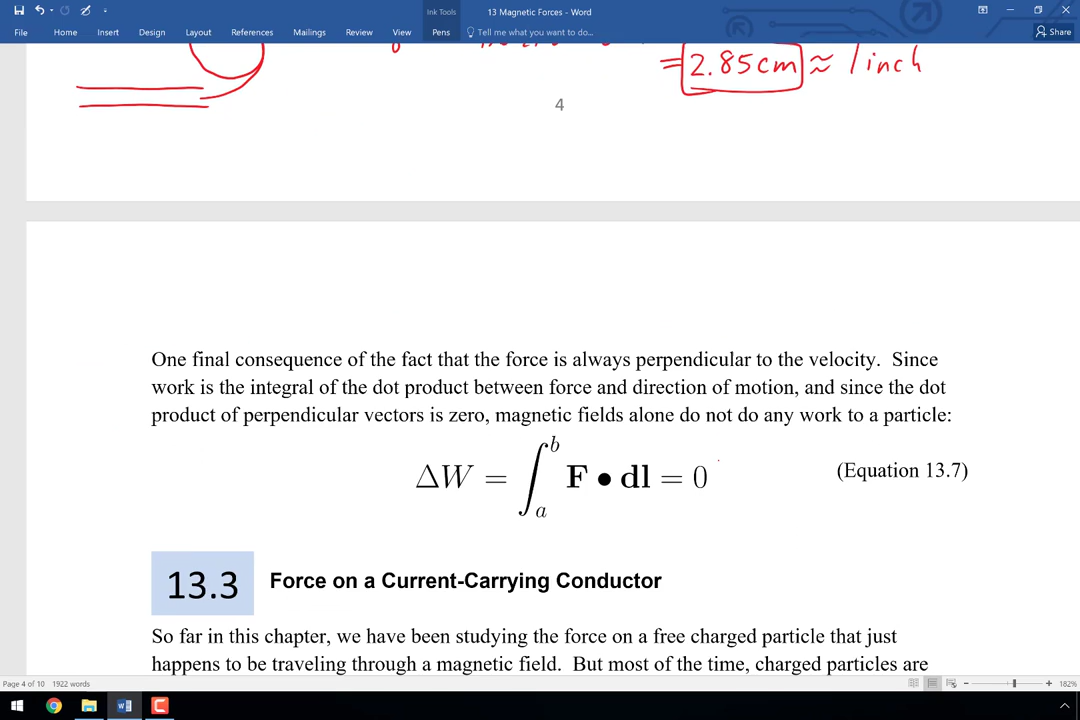 Ink Tools
13 Magnetic Forces - Word
File Home Insert Design Layout References Mailings Review View Pens Tell me what you want to do... Share
= 2.85cm ≈ 1 inch
4
One final consequence of the fact that the force is always perpendicular to the velocity. Since
work is the integral of the dot product between force and direction of motion, and since the dot
product of perpendicular vectors is zero, magnetic fields alone do not do any work to a particle:
ΔW = ∫_a^b F • dl = 0 (Equation 13.7)
13.3 Force on a Current-Carrying Conductor
So far in this chapter, we have been studying the force on a free charged particle that just
happens to be traveling through a magnetic field. But most of the time, charged particles are
Page 4 of 10 1922 words 182%